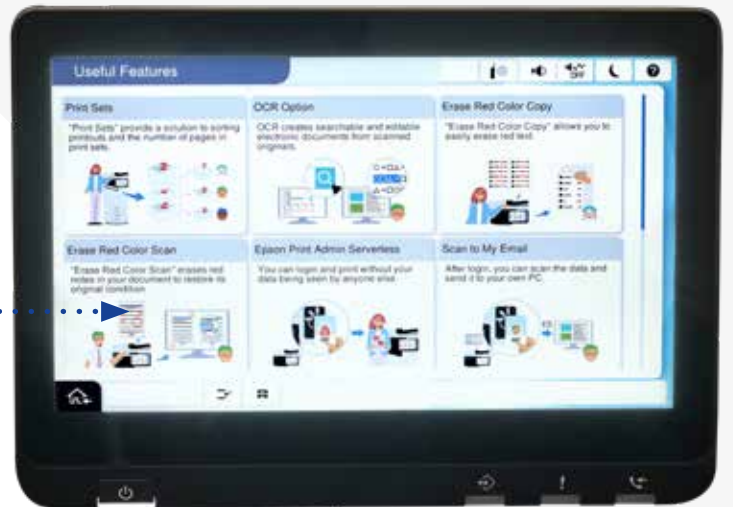 Useful Features
OFF
Print Sets
"Print Sets" provide a solution to sorting
printouts and the number of pages in
print sets.
OCR Option
OCR creates searchable and editable
electronic documents from scanned
originals.
Erase Red Color Copy
"Erase Red Color Copy" allows you to
easily erase red text.
Erase Red Color Scan
"Erase Red Color Scan" erases red
notes in your document to restore its
original condition.
Epson Print Admin Serverless
You can login and print without your
data being seen by anyone else.
Scan to My Email
After login, you can scan the data and
send it to your own PC.